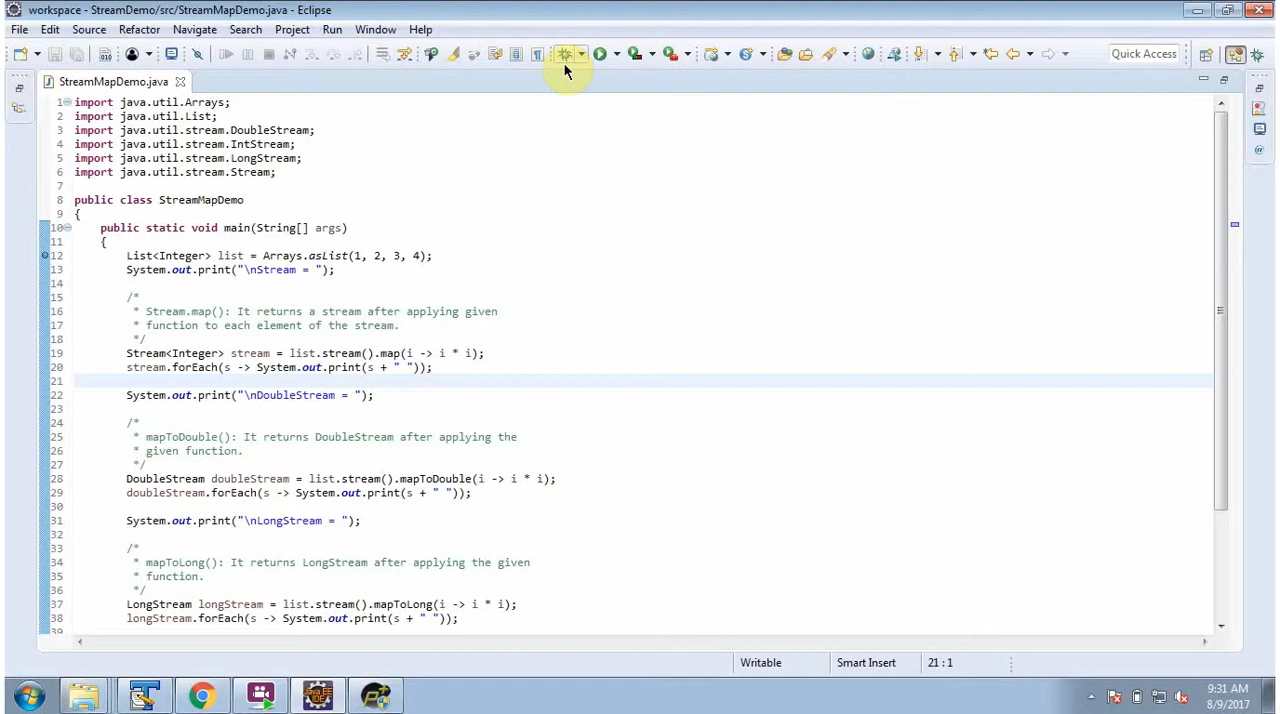 workspace - StreamDemo/src/StreamMapDemo.java - Eclipse
File Edit Source Refactor Navigate Search Project Run Window Help
Quick Access
StreamMapDemo.java
1 import java.util.Arrays;
2 import java.util.List;
3 import java.util.stream.DoubleStream;
4 import java.util.stream.IntStream;
5 import java.util.stream.LongStream;
6 import java.util.stream.Stream;
7
8 public class StreamMapDemo
9 {
10 public static void main(String[] args)
11 {
12 List<Integer> list = Arrays.asList(1, 2, 3, 4);
13 System.out.print("\nStream = ");
14
15 /*
16 * Stream.map(): It returns a stream after applying given
17 * function to each element of the stream.
18 */
19 Stream<Integer> stream = list.stream().map(i -> i * i);
20 stream.forEach(s -> System.out.print(s + " "));
21
22 System.out.print("\nDoubleStream = ");
23
24 /*
25 * mapToDouble(): It returns DoubleStream after applying the
26 * given function.
27 */
28 DoubleStream doubleStream = list.stream().mapToDouble(i -> i * i);
29 doubleStream.forEach(s -> System.out.print(s + " "));
30
31 System.out.print("\nLongStream = ");
32
33 /*
34 * mapToLong(): It returns LongStream after applying the given
35 * function.
36 */
37 LongStream longStream = list.stream().mapToLong(i -> i * i);
38 longStream.forEach(s -> System.out.print(s + " "));
39
Writable Smart Insert 21 : 1
Java EE
IDE
9:31 AM
8/9/2017